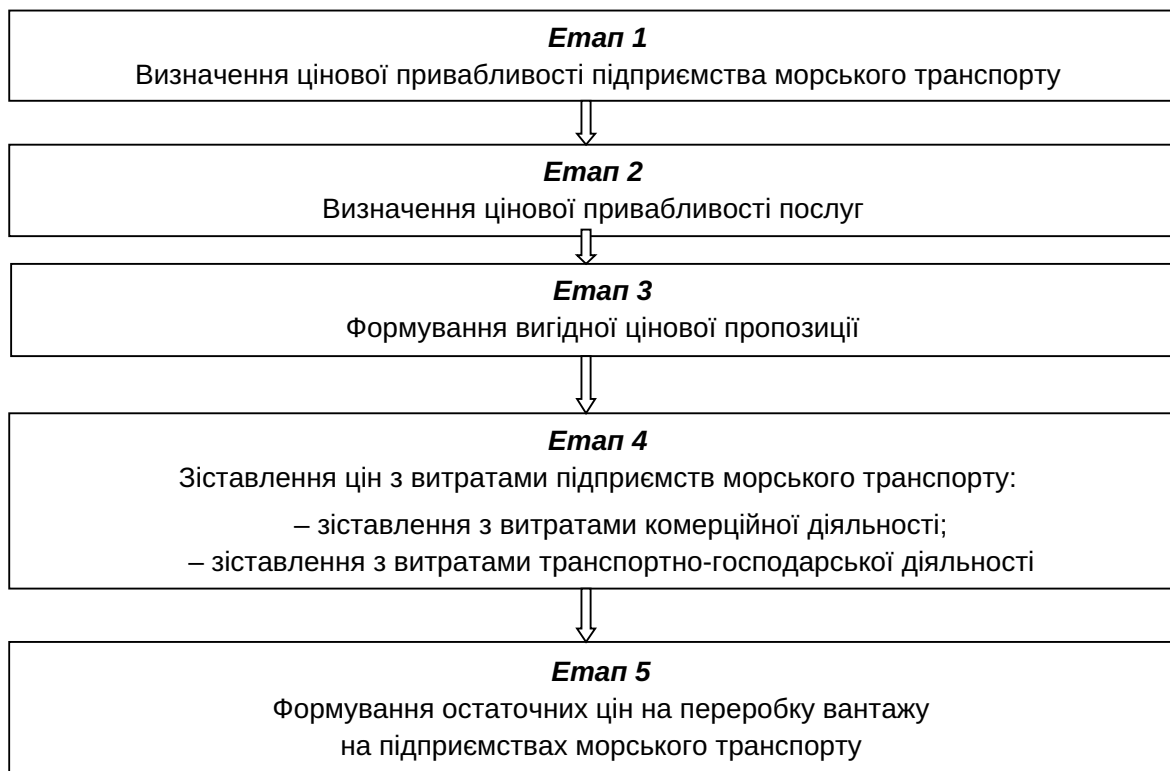 Етап 1
Визначення цінової привабливості підприємства морського транспорту
Етап 2
Визначення цінової привабливості послуг
Етап 3
Формування вигідної цінової пропозиції
Етап 4
Зіставлення цін з витратами підприємств морського транспорту:
– зіставлення з витратами комерційної діяльності;
– зіставлення з витратами транспортно-господарської діяльності
Етап 5
Формування остаточних цін на переробку вантажу
на підприємствах морського транспорту